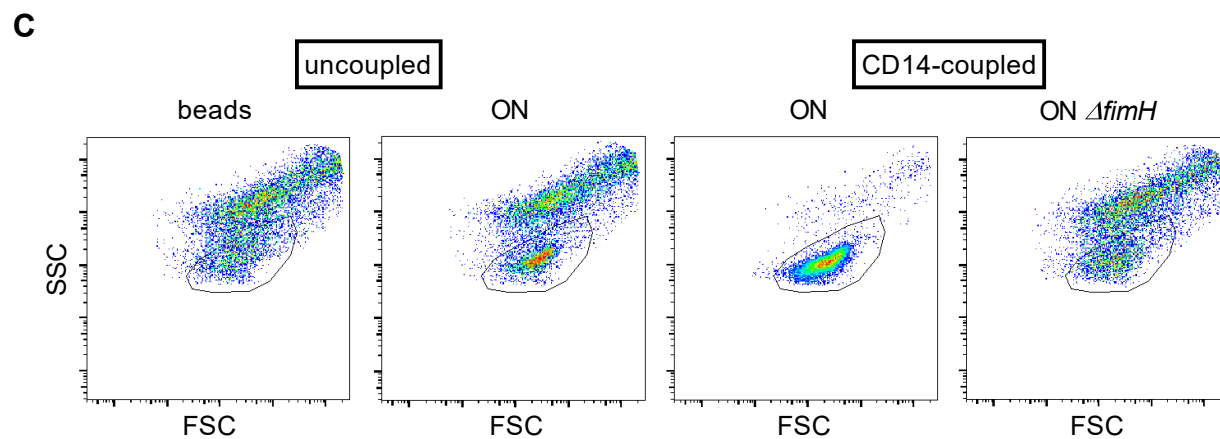 C
uncoupled
CD14-coupled
beads
ON
ON
ON ΔfimH
SSC
FSC
FSC
FSC
FSC